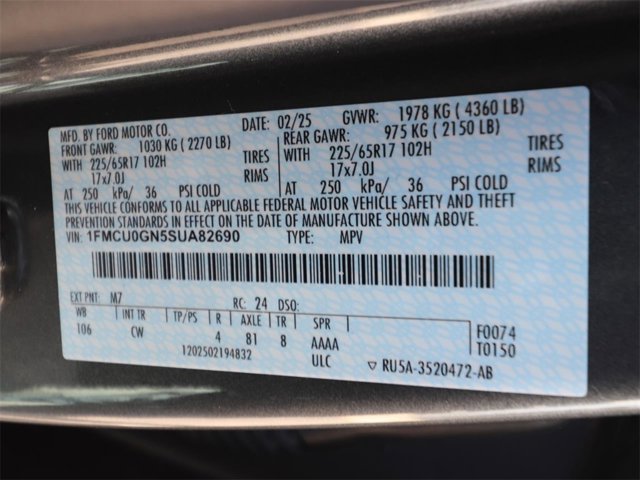 MFD. BY FORD MOTOR CO.
DATE: 02/25 GVWR: 1978 KG ( 4360 LB)
FRONT GAWR: 1030 KG ( 2270 LB) REAR GAWR: 975 KG ( 2150 LB)
WITH 225/65R17 102H TIRES WITH 225/65R17 102H TIRES
17x7.0J RIMS 17x7.0J RIMS
AT 250 kPa/ 36 PSI COLD AT 250 kPa/ 36 PSI COLD
THIS VEHICLE CONFORMS TO ALL APPLICABLE FEDERAL MOTOR VEHICLE SAFETY AND THEFT
PREVENTION STANDARDS IN EFFECT ON THE DATE OF MANUFACTURE SHOWN ABOVE.
VIN: 1FMCU0GN5SUA82690 TYPE: MPV
EXT PNT: M7 RC: 24 DSO:
WB INT TR TP/PS R AXLE TR SPR F0074
106 CW 4 81 8 AAAA T0150
1202502194832 ULC ▽ RU5A-3520472-AB